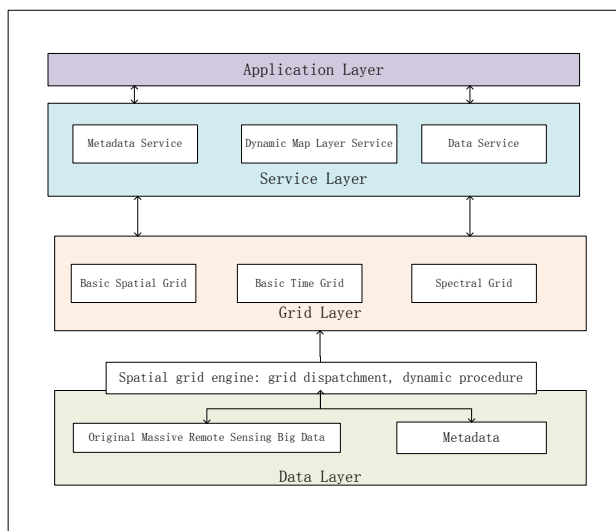 Application Layer
Metadata Service
Dynamic Map Layer Service
Data Service
Service Layer
Basic Spatial Grid
Basic Time Grid
Spectral Grid
Grid Layer
Spatial grid engine: grid dispatchment, dynamic procedure
Original Massive Remote Sensing Big Data
Metadata
Data Layer